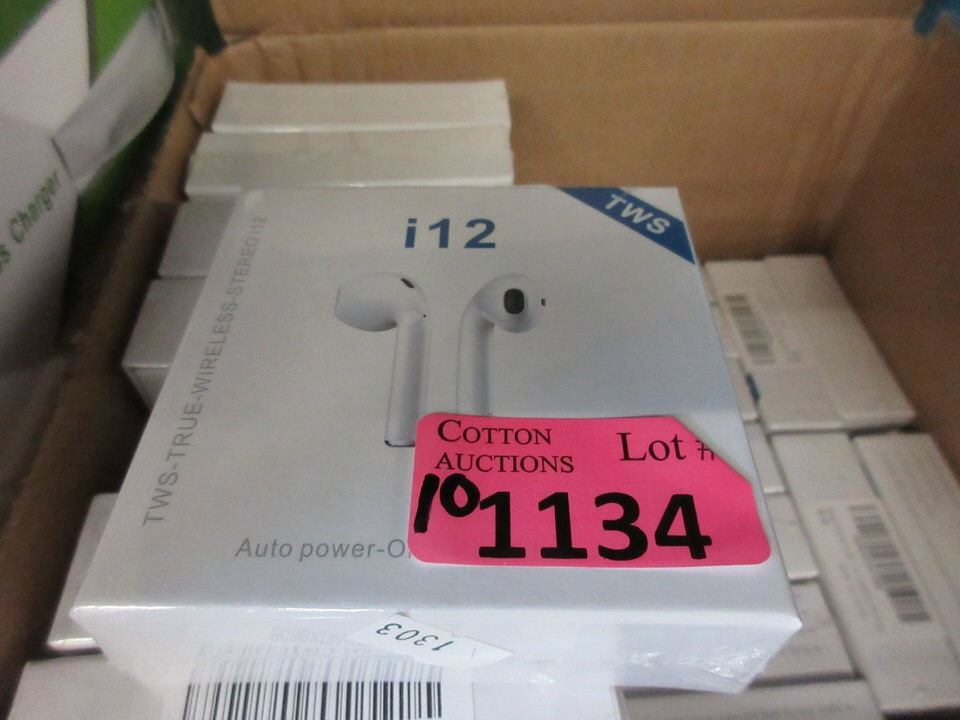 i12
TWS
TWS-TRUE-WIRELESS-STEREO i12
COTTON
AUCTIONS
Lot #
10
1134
Auto power-O
1303
Charger